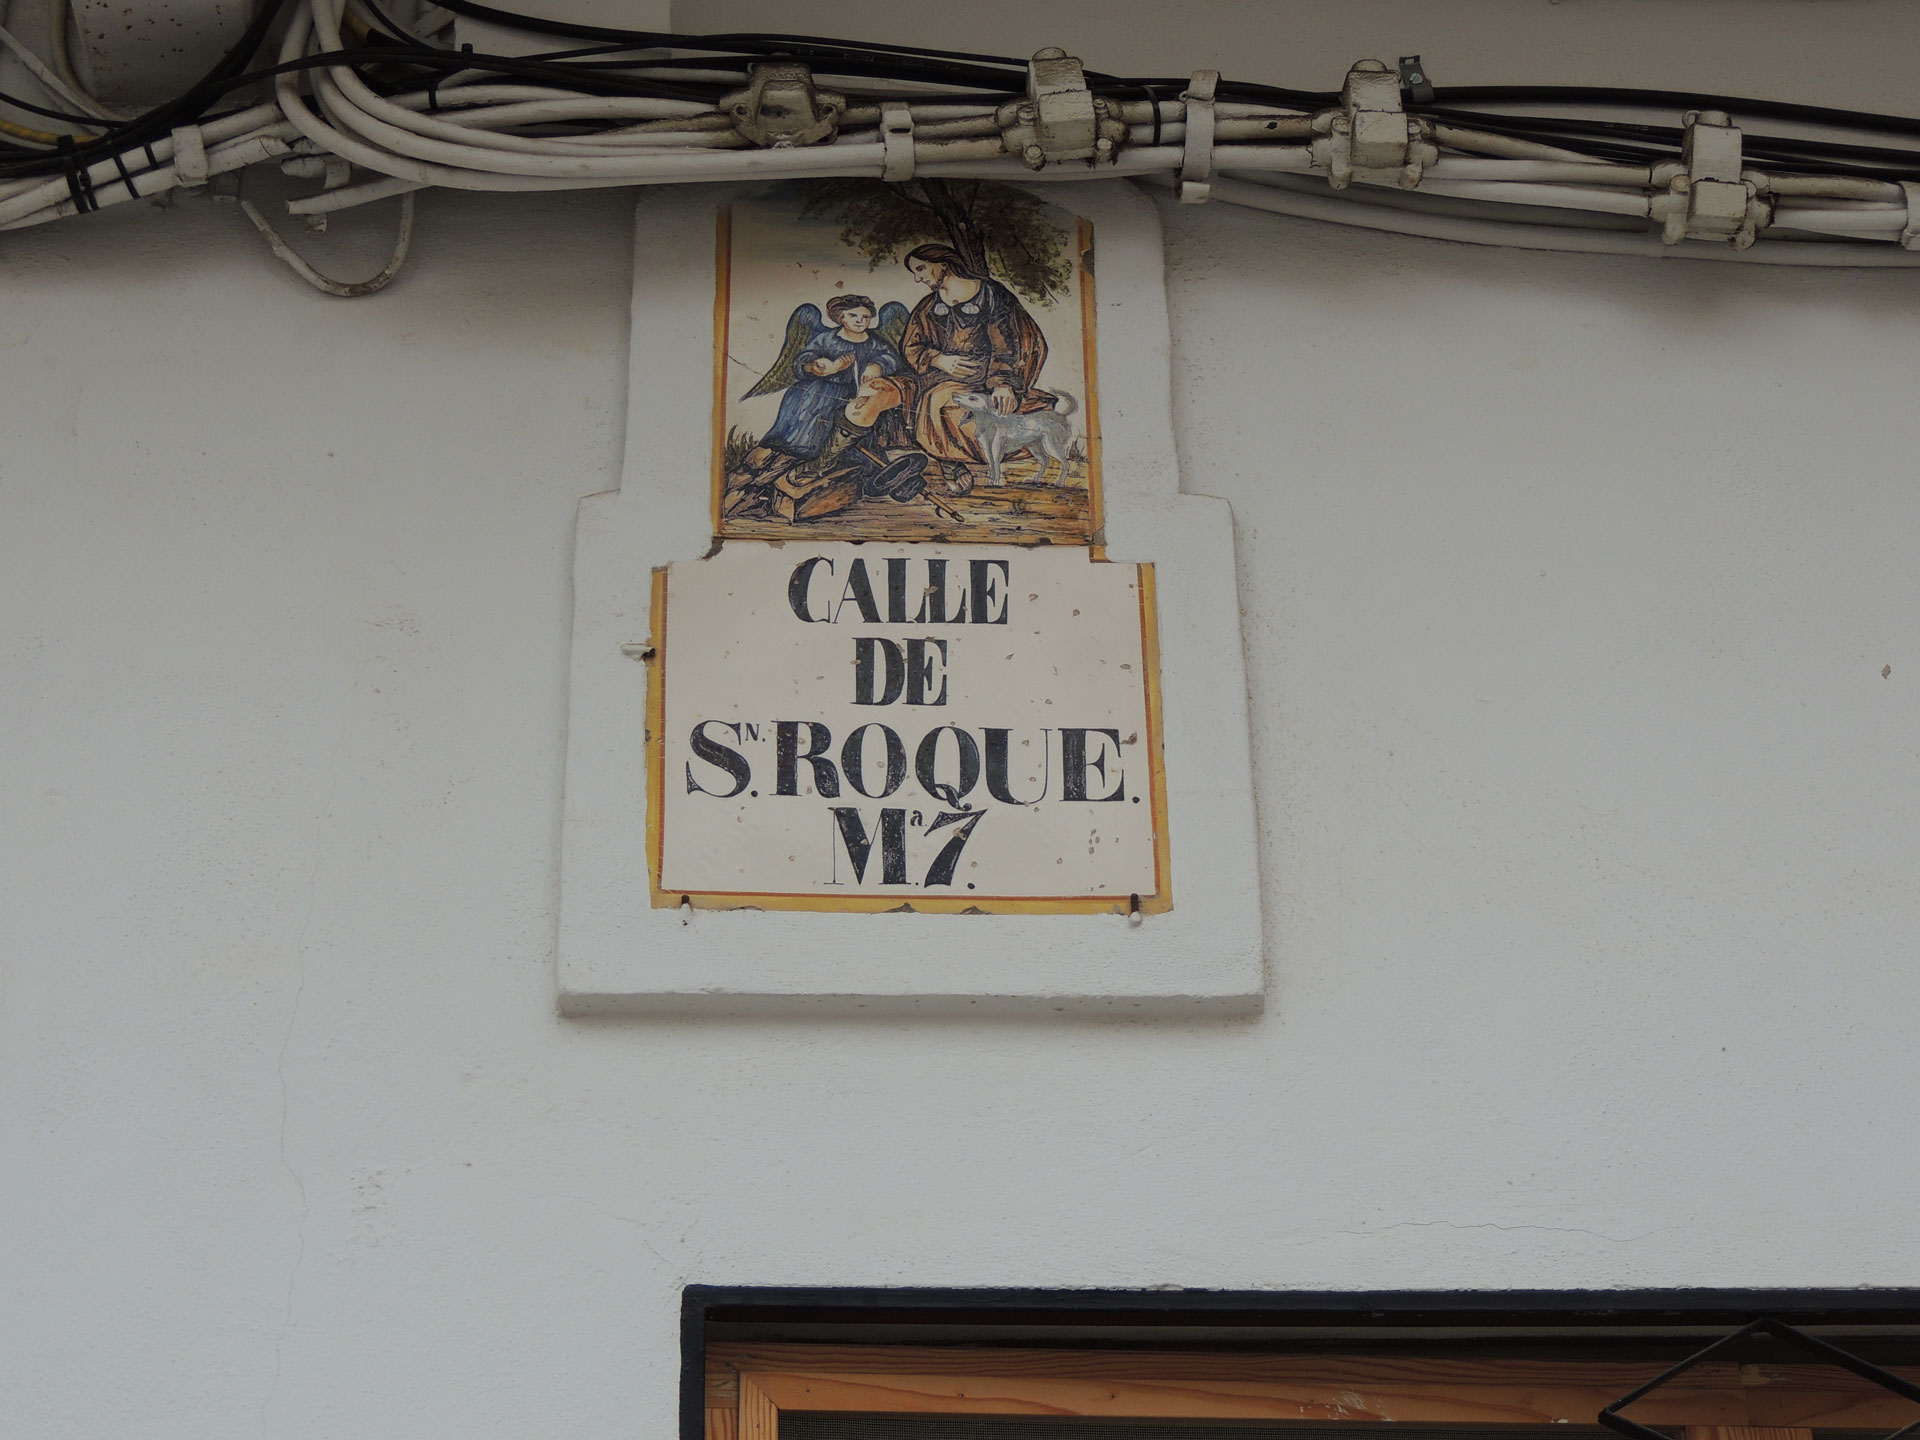 CALLE
DE
SN. ROQUE.
Ma. 7.